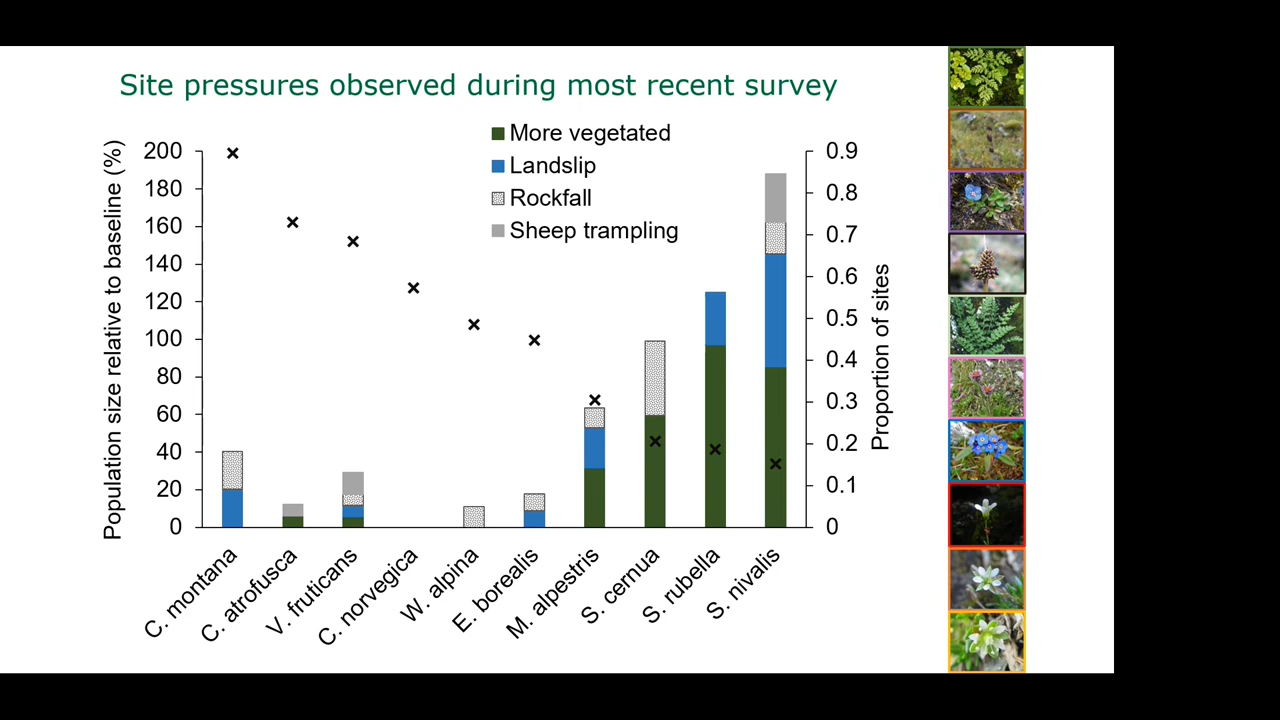 Site pressures observed during most recent survey
More vegetated
Landslip
Rockfall
Sheep trampling
Population size relative to baseline (%)
200
180
160
140
120
100
80
60
40
20
0
0.9
0.8
0.7
0.6
0.5
0.4
0.3
0.2
0.1
0
Proportion of sites
C. montana
C. atrofusca
V. fruticans
C. norvegica
W. alpina
E. borealis
M. alpestris
S. cernua
S. rubella
S. nivalis